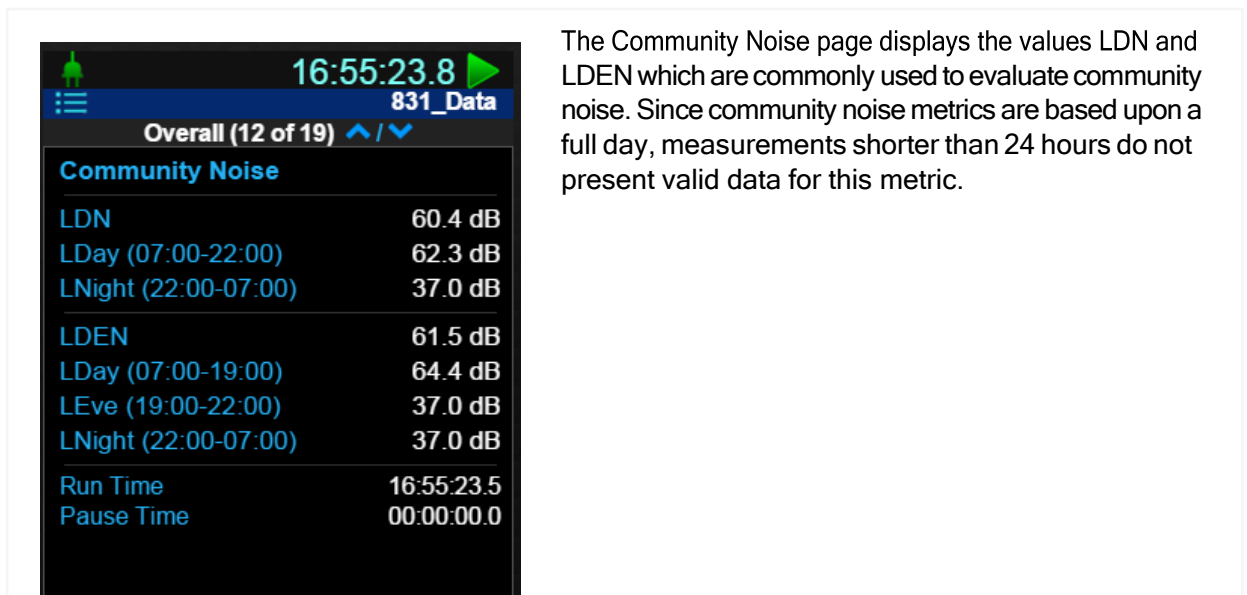 16:55:23.8
831_Data
Overall (12 of 19) /
Community Noise
LDN 60.4 dB
LDay (07:00-22:00) 62.3 dB
LNight (22:00-07:00) 37.0 dB
LDEN 61.5 dB
LDay (07:00-19:00) 64.4 dB
LEve (19:00-22:00) 37.0 dB
LNight (22:00-07:00) 37.0 dB
Run Time 16:55:23.5
Pause Time 00:00:00.0
The Community Noise page displays the values LDN and
LDEN which are commonly used to evaluate community
noise. Since community noise metrics are based upon a
full day, measurements shorter than 24 hours do not
present valid data for this metric.